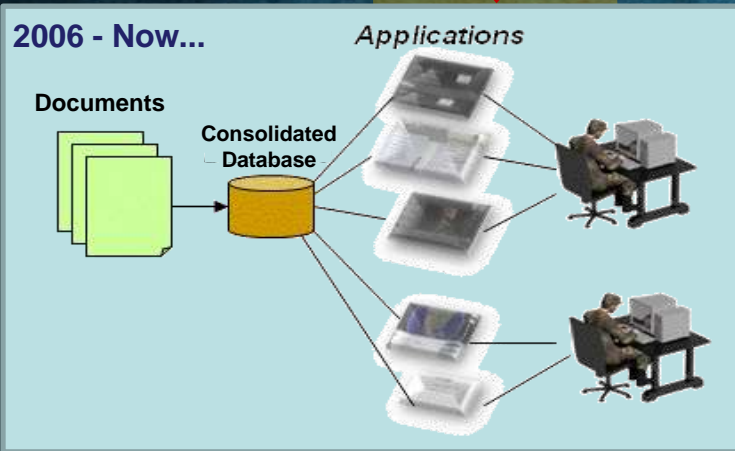 2006 - Now...
Applications
Documents
Consolidated
Database